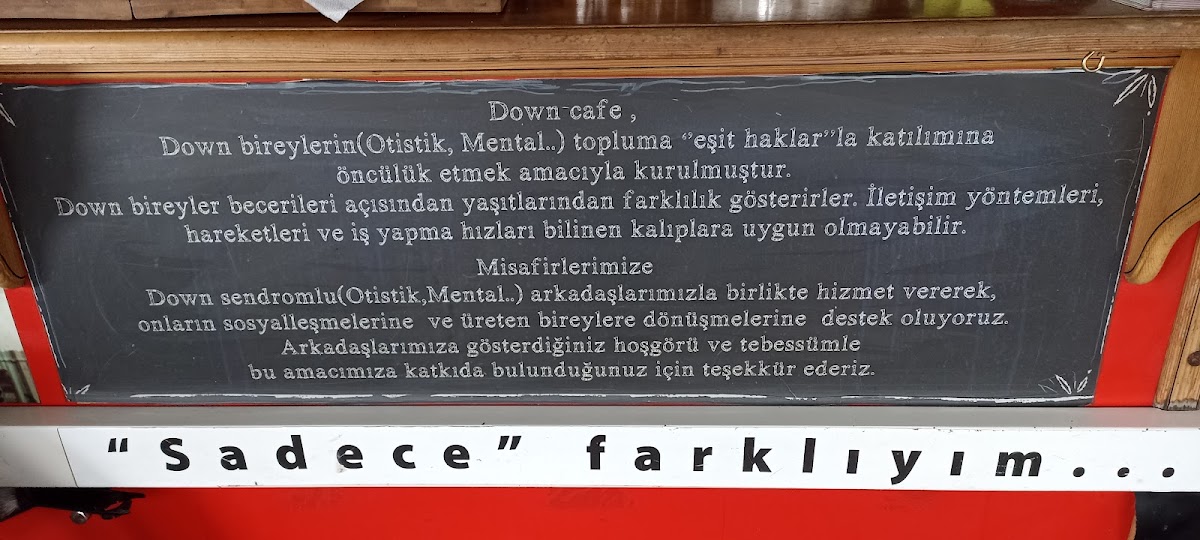 Down cafe ,
Down bireylerin(Otistik, Mental..) topluma ‘’eşit haklar’’la katılımına
öncülük etmek amacıyla kurulmuştur.
Down bireyler becerileri açısından yaşıtlarından farklılık gösterirler. İletişim yöntemleri,
hareketleri ve iş yapma hızları bilinen kalıplara uygun olmayabilir.
Misafirlerimize
Down sendromlu(Otistik,Mental..) arkadaşlarımızla birlikte hizmet vererek,
onların sosyalleşmelerine ve üreten bireylere dönüşmelerine destek oluyoruz.
Arkadaşlarımıza gösterdiğiniz hoşgörü ve tebessümle
bu amacımıza katkıda bulunduğunuz için teşekkür ederiz.
“Sadece” farklıyım...